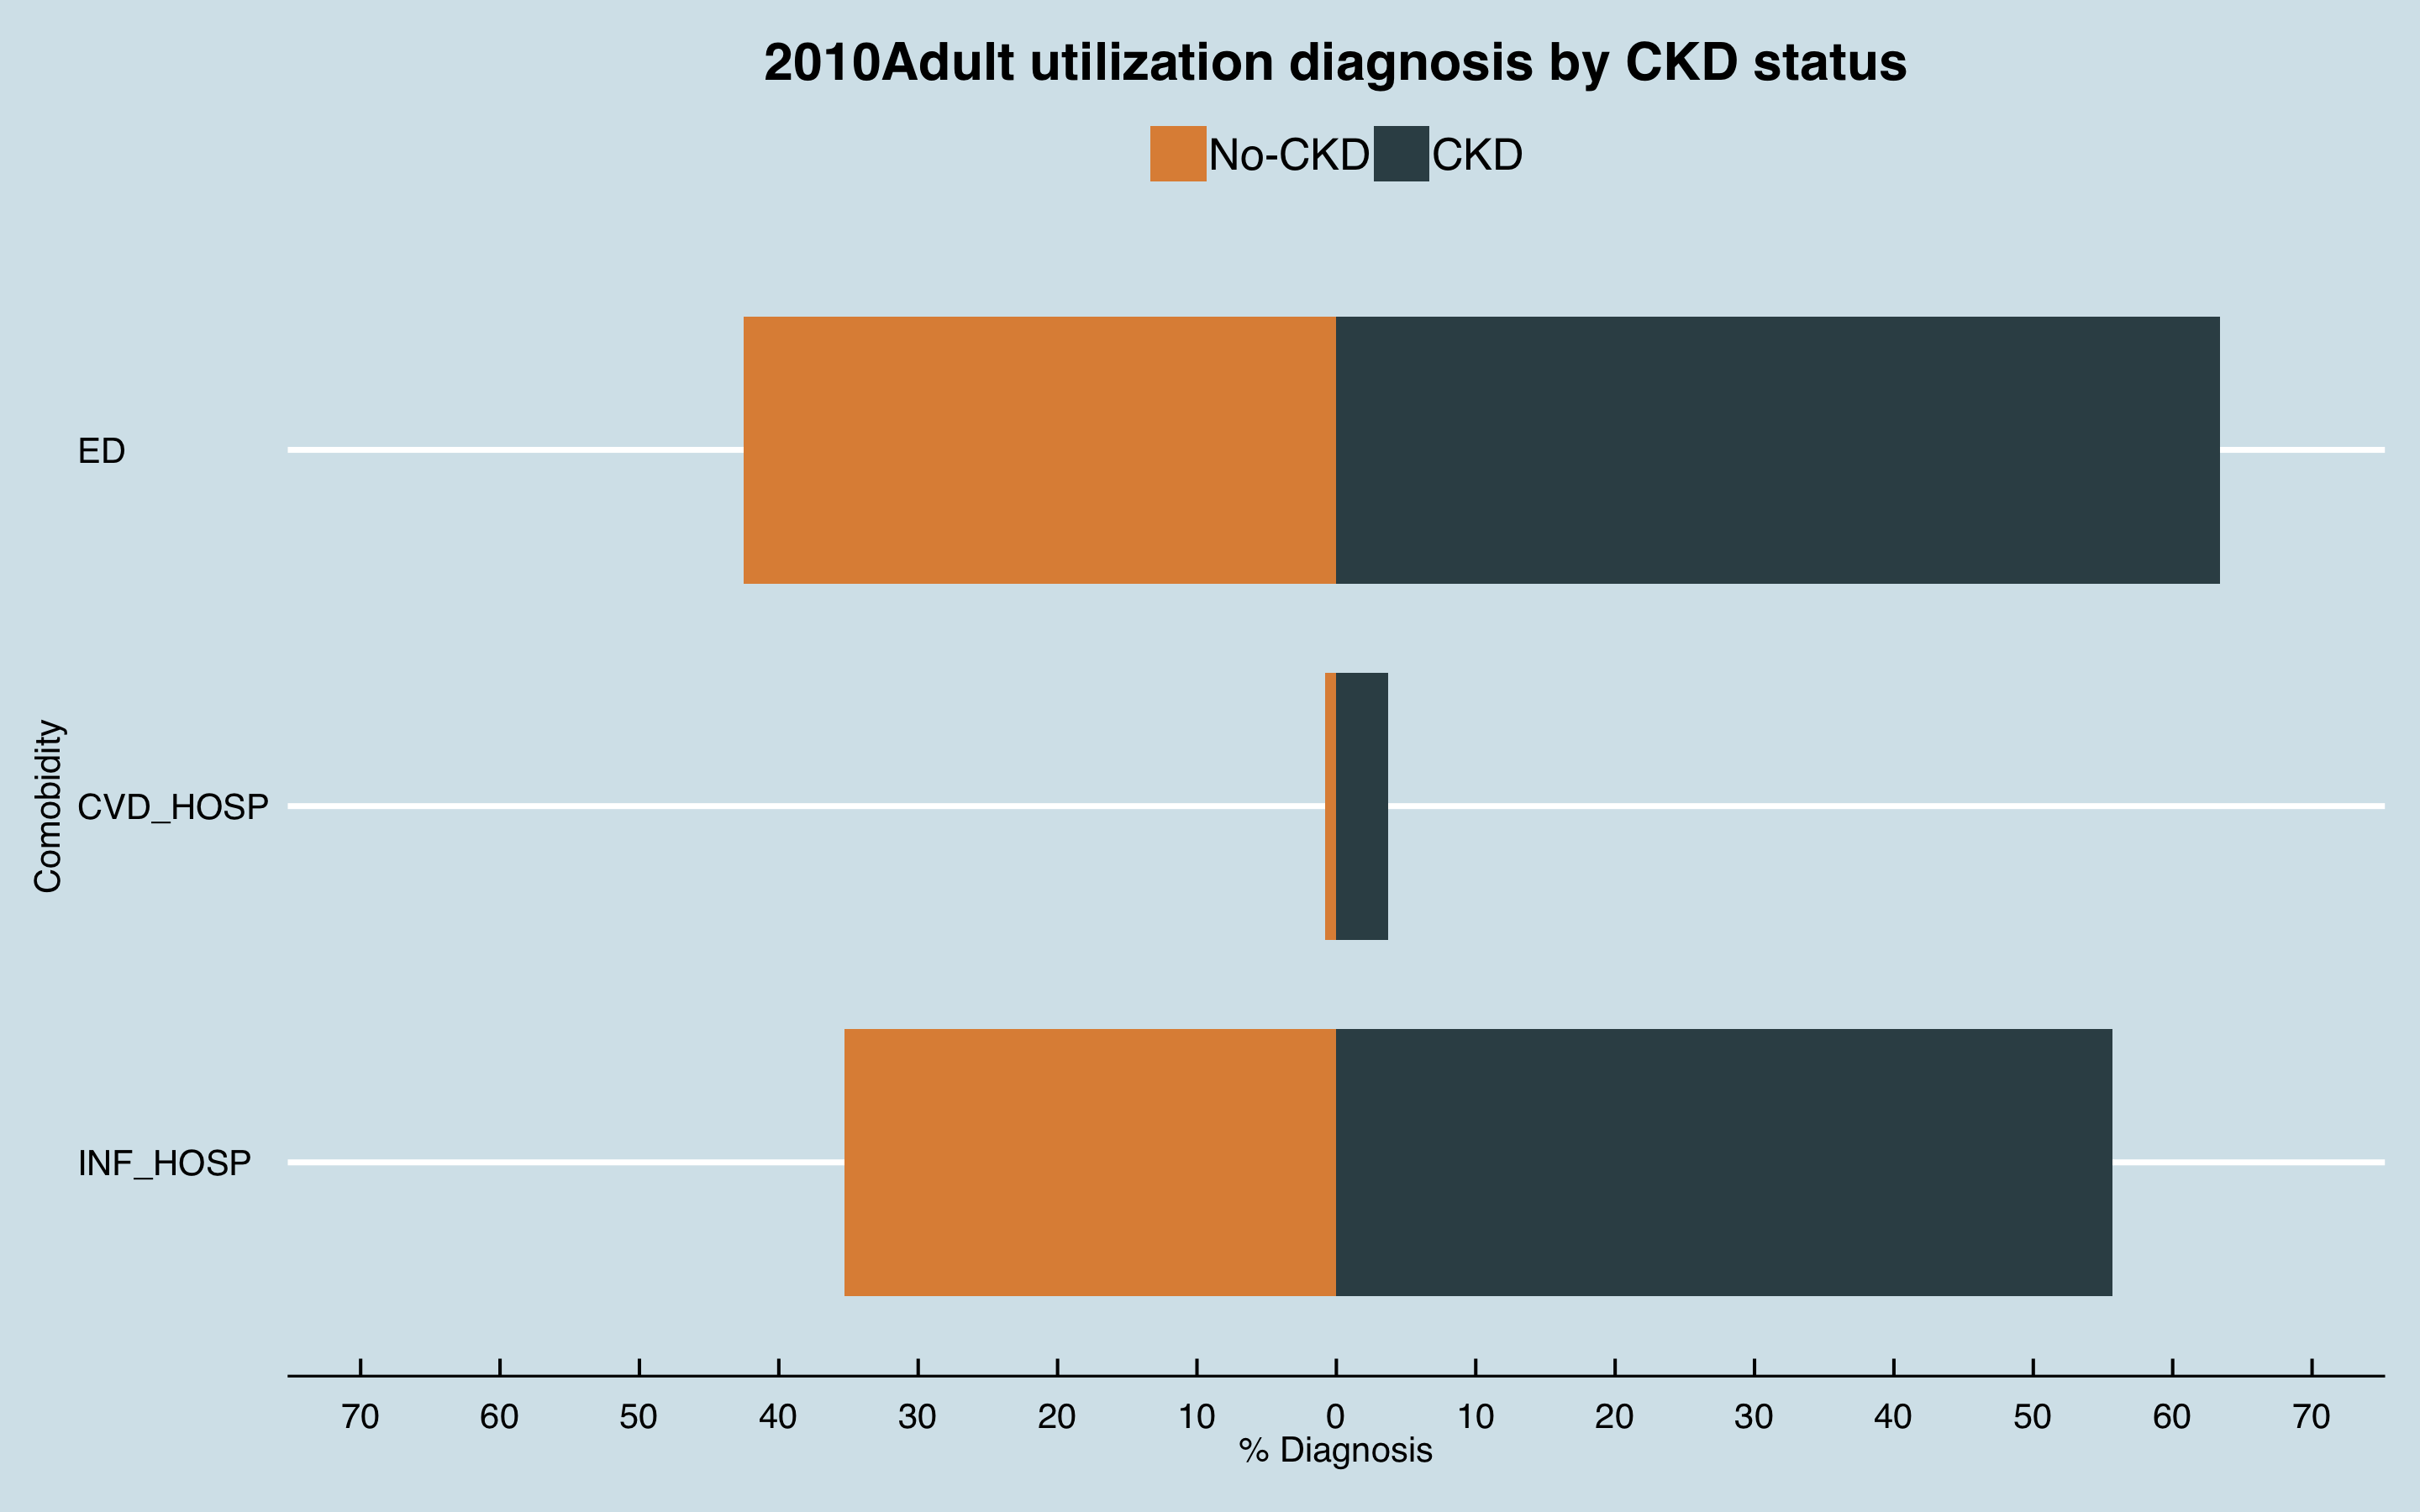 2010Adult utilization diagnosis by CKD status
No-CKD CKD
ED
CVD_HOSP
INF_HOSP
Comobidity
70 60 50 40 30 20 10 0 10 20 30 40 50 60 70
% Diagnosis